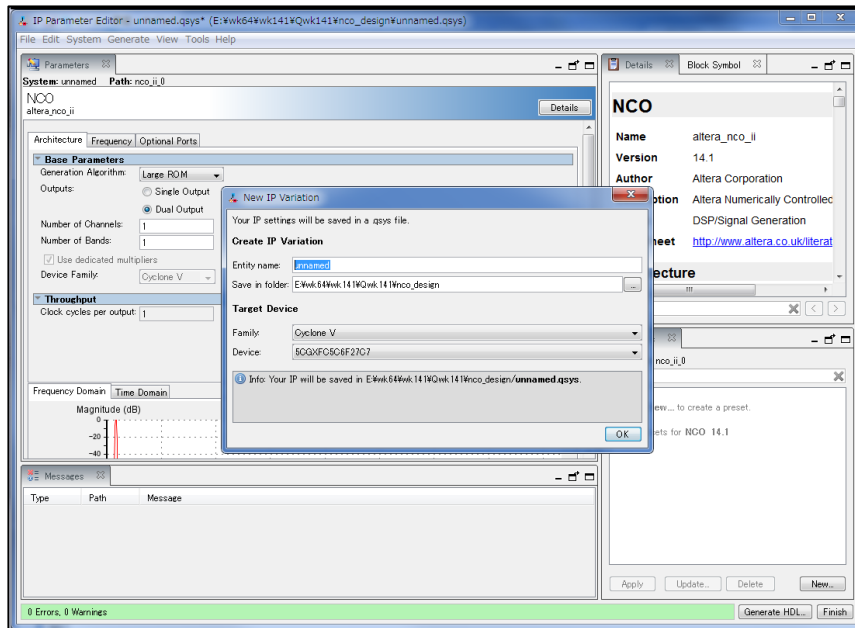 IP Parameter Editor - unnamed.qsys* (E:¥wk64¥wk141¥Qwk141¥nco_design¥unnamed.qsys)
File Edit System Generate View Tools Help
Parameters
System: unnamed Path: nco_ii_0
NCO
altera_nco_ii
Details
Architecture Frequency Optional Ports
Base Parameters
Generation Algorithm: Large ROM
Outputs: Single Output
Dual Output
Number of Channels: 1
Number of Bands: 1
Use dedicated multipliers
Device Family: Cyclone V
Throughput
Clock cycles per output: 1
Frequency Domain Time Domain
Magnitude (dB)
0
-20
-40
New IP Variation
Your IP settings will be saved in a .qsys file.
Create IP Variation
Entity name: unnamed
Save in folder: E:¥wk64¥wk141¥Qwk141¥nco_design
...
Target Device
Family: Cyclone V
Device: 5CGXFC5C6F27C7
Info: Your IP will be saved in E:¥wk64¥wk141¥Qwk141¥nco_design/unnamed.qsys.
OK
Details Block Symbol
NCO
Name altera_nco_ii
Version 14.1
Author Altera Corporation
ption Altera Numerically Controlled
DSP/Signal Generation
heet http://www.altera.co.uk/literat
ecture
nco_ii_0
ew... to create a preset.
ets for NCO 14.1
Apply Update... Delete New...
Messages
Type Path Message
0 Errors, 0 Warnings
Generate HDL... Finish